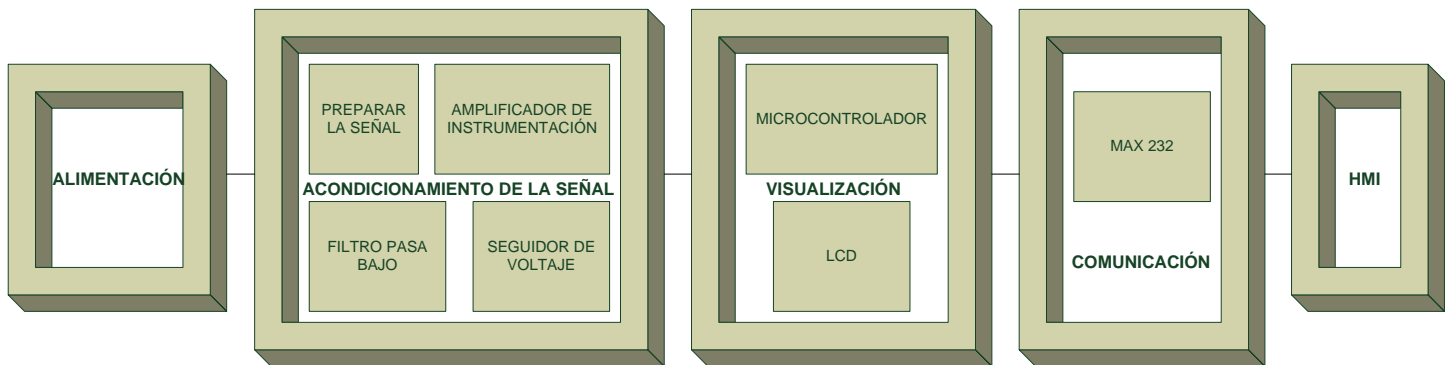 ALIMENTACIÓN
PREPARAR
LA SEÑAL
AMPLIFICADOR DE
INSTRUMENTACIÓN
ACONDICIONAMIENTO DE LA SEÑAL
FILTRO PASA
BAJO
SEGUIDOR DE
VOLTAJE
MICROCONTROLADOR
VISUALIZACIÓN
LCD
MAX 232
COMUNICACIÓN
HMI